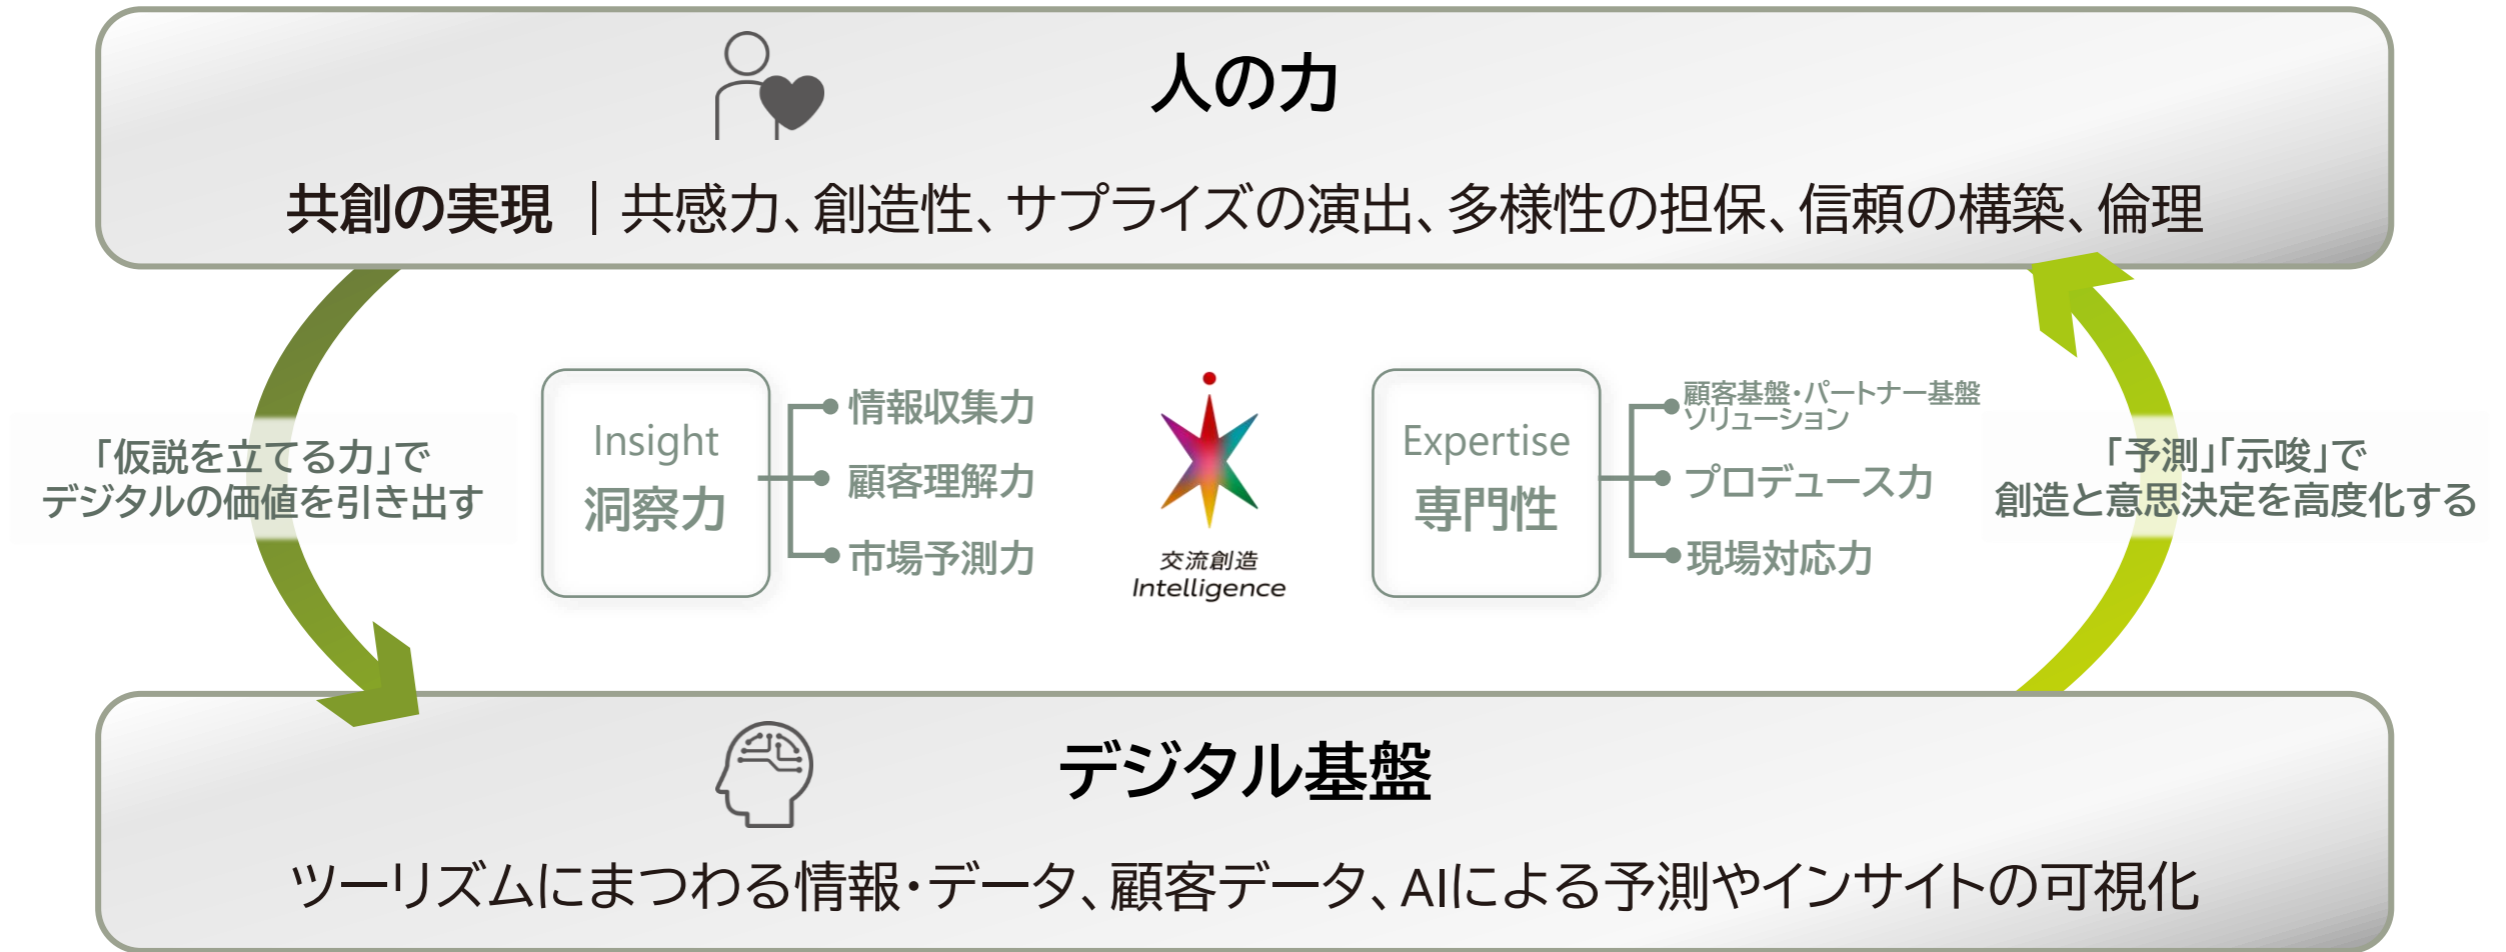 人の力
共創の実現｜共感力、創造性、サプライズの演出、多様性の担保、信頼の構築、倫理
「仮説を立てる力」で
デジタルの価値を引き出す
Insight
洞察力
情報収集力
顧客理解力
市場予測力
交流創造
Intelligence
Expertise
専門性
顧客基盤・パートナー基盤
ソリューション
プロデュース力
現場対応力
「予測」「示唆」で
創造と意思決定を高度化する
デジタル基盤
ツーリズムにまつわる情報・データ、顧客データ、AIによる予測やインサイトの可視化